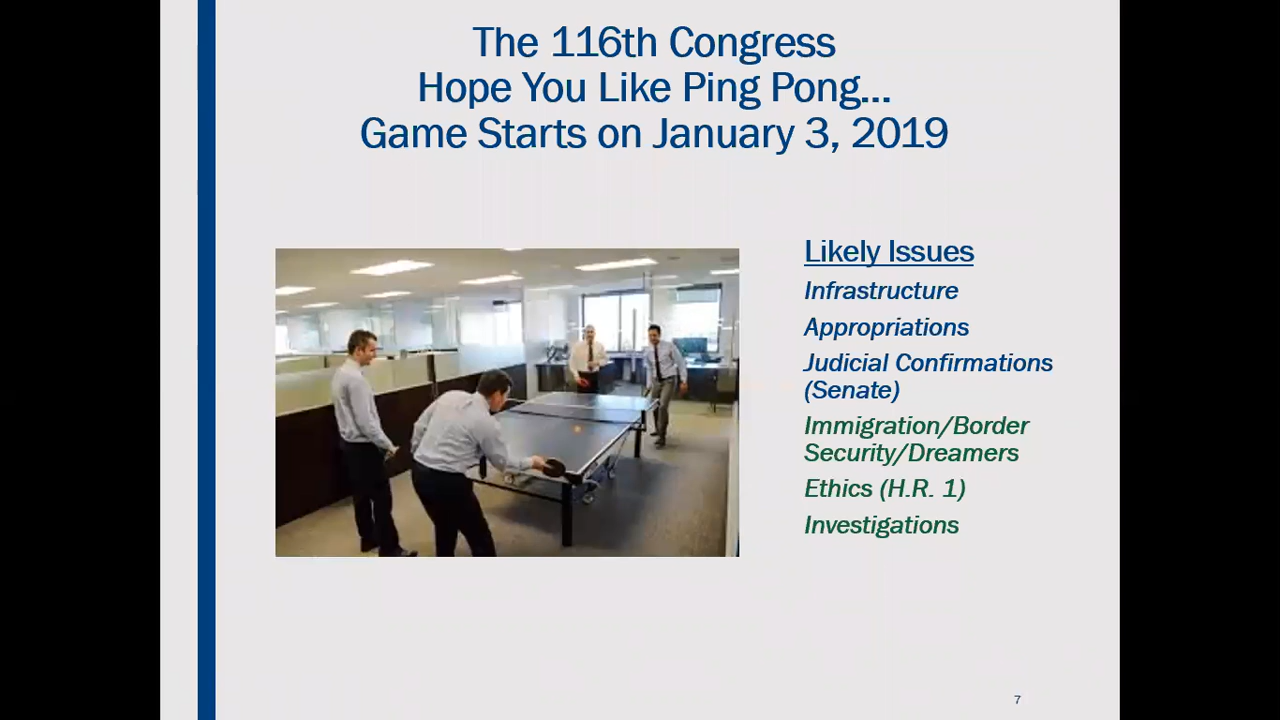 The 116th Congress
Hope You Like Ping Pong...
Game Starts on January 3, 2019
Likely Issues
Infrastructure
Appropriations
Judicial Confirmations
(Senate)
Immigration/Border
Security/Dreamers
Ethics (H.R. 1)
Investigations
7